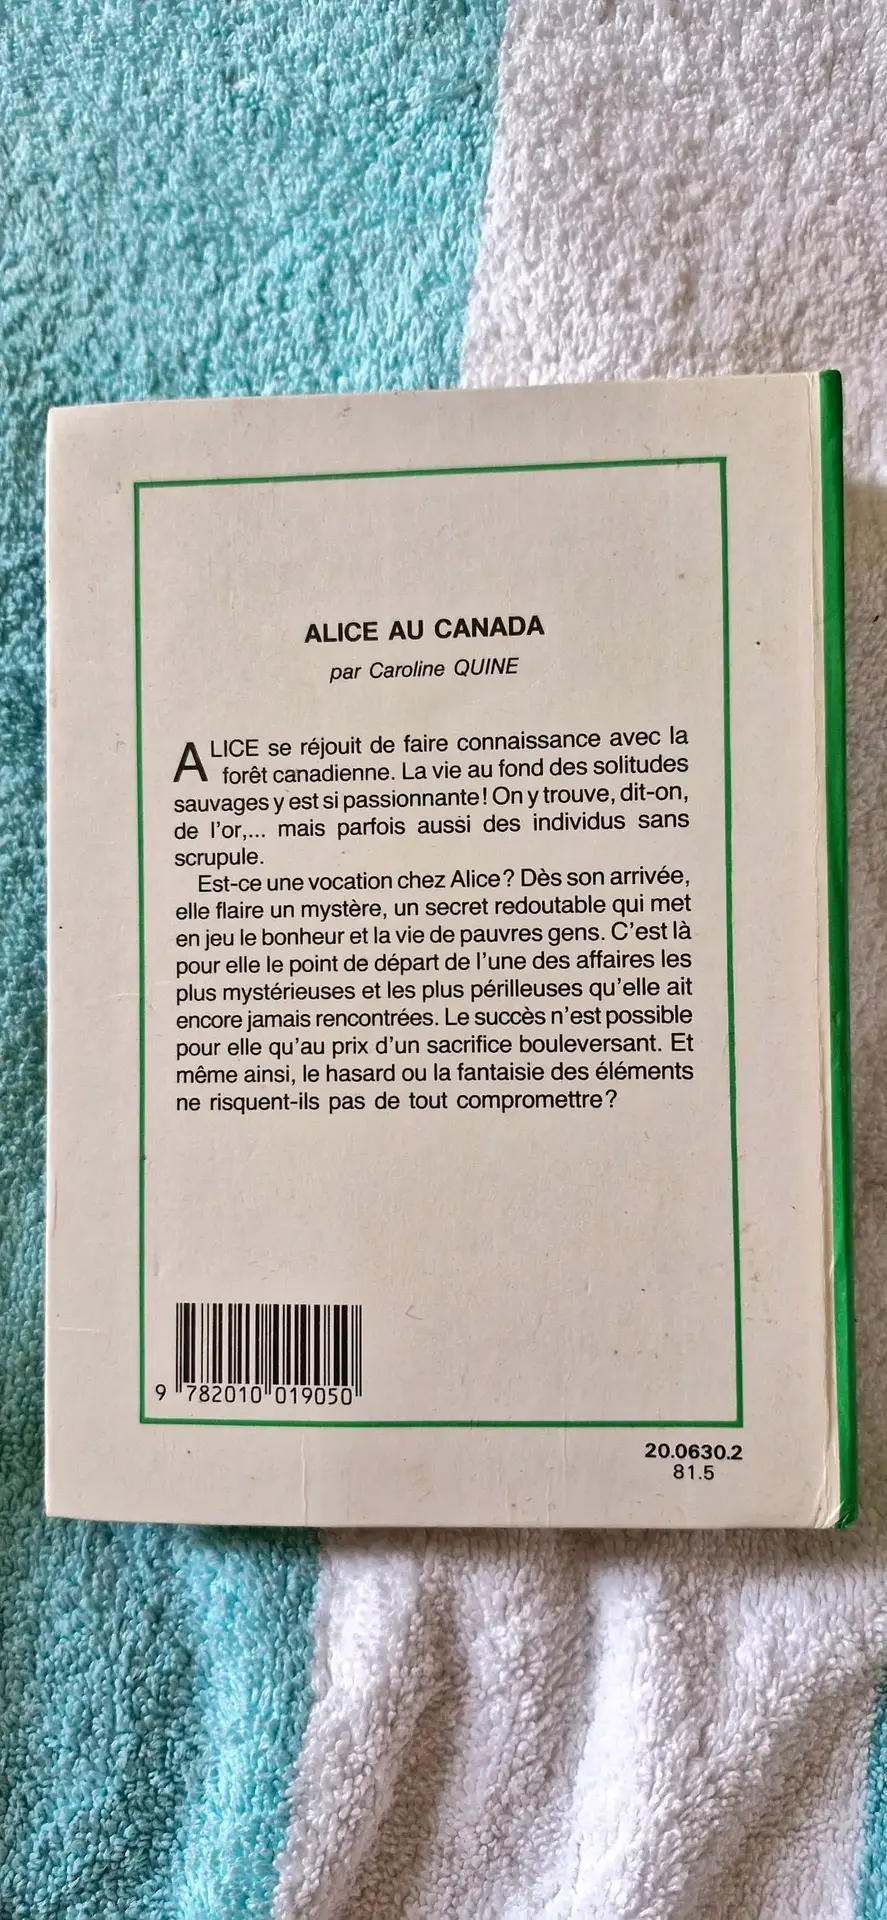 ALICE AU CANADA
par Caroline QUINE
ALICE se réjouit de faire connaissance avec la
forêt canadienne. La vie au fond des solitudes
sauvages y est si passionnante! On y trouve, dit-on,
de l'or,... mais parfois aussi des individus sans
scrupule.
Est-ce une vocation chez Alice? Dès son arrivée,
elle flaire un mystère, un secret redoutable qui met
en jeu le bonheur et la vie de pauvres gens. C'est là
pour elle le point de départ de l'une des affaires les
plus mystérieuses et les plus périlleuses qu'elle ait
encore jamais rencontrées. Le succès n'est possible
pour elle qu'au prix d'un sacrifice bouleversant. Et
même ainsi, le hasard ou la fantaisie des éléments
ne risquent-ils pas de tout compromettre?
9 782010 019050
20.0630.2
81.5